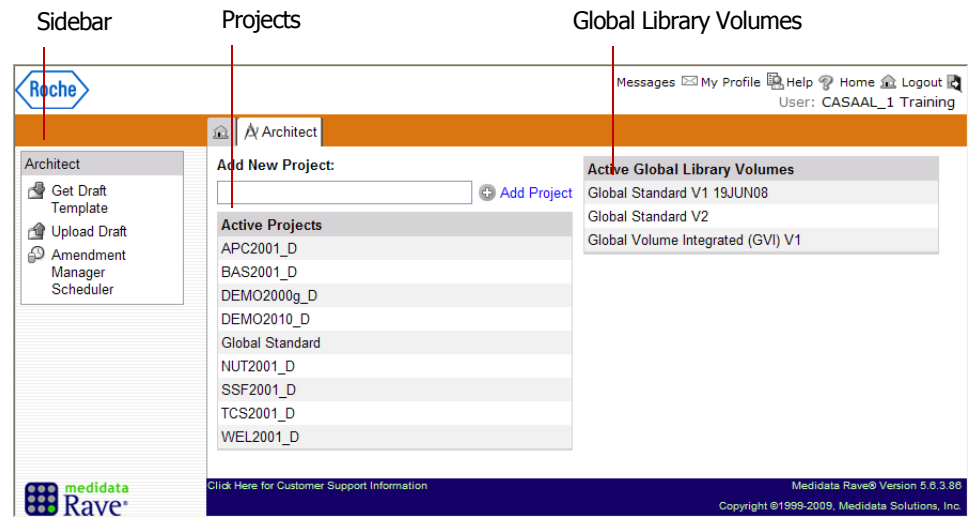 Sidebar
Projects
Global Library Volumes
Roche
Messages My Profile Help Home Logout
User: CASAAL_1 Training
Architect
Architect
Get Draft
Template
Upload Draft
Amendment
Manager
Scheduler
Add New Project:
Add Project
Active Projects
APC2001_D
BAS2001_D
DEMO2000g_D
DEMO2010_D
Global Standard
NUT2001_D
SSF2001_D
TCS2001_D
WEL2001_D
Active Global Library Volumes
Global Standard V1 19JUN08
Global Standard V2
Global Volume Integrated (GVI) V1
medidata
Rave
Click Here for Customer Support Information
Medidata Rave® Version 5.6.3.86
Copyright ©1999-2009, Medidata Solutions, Inc.